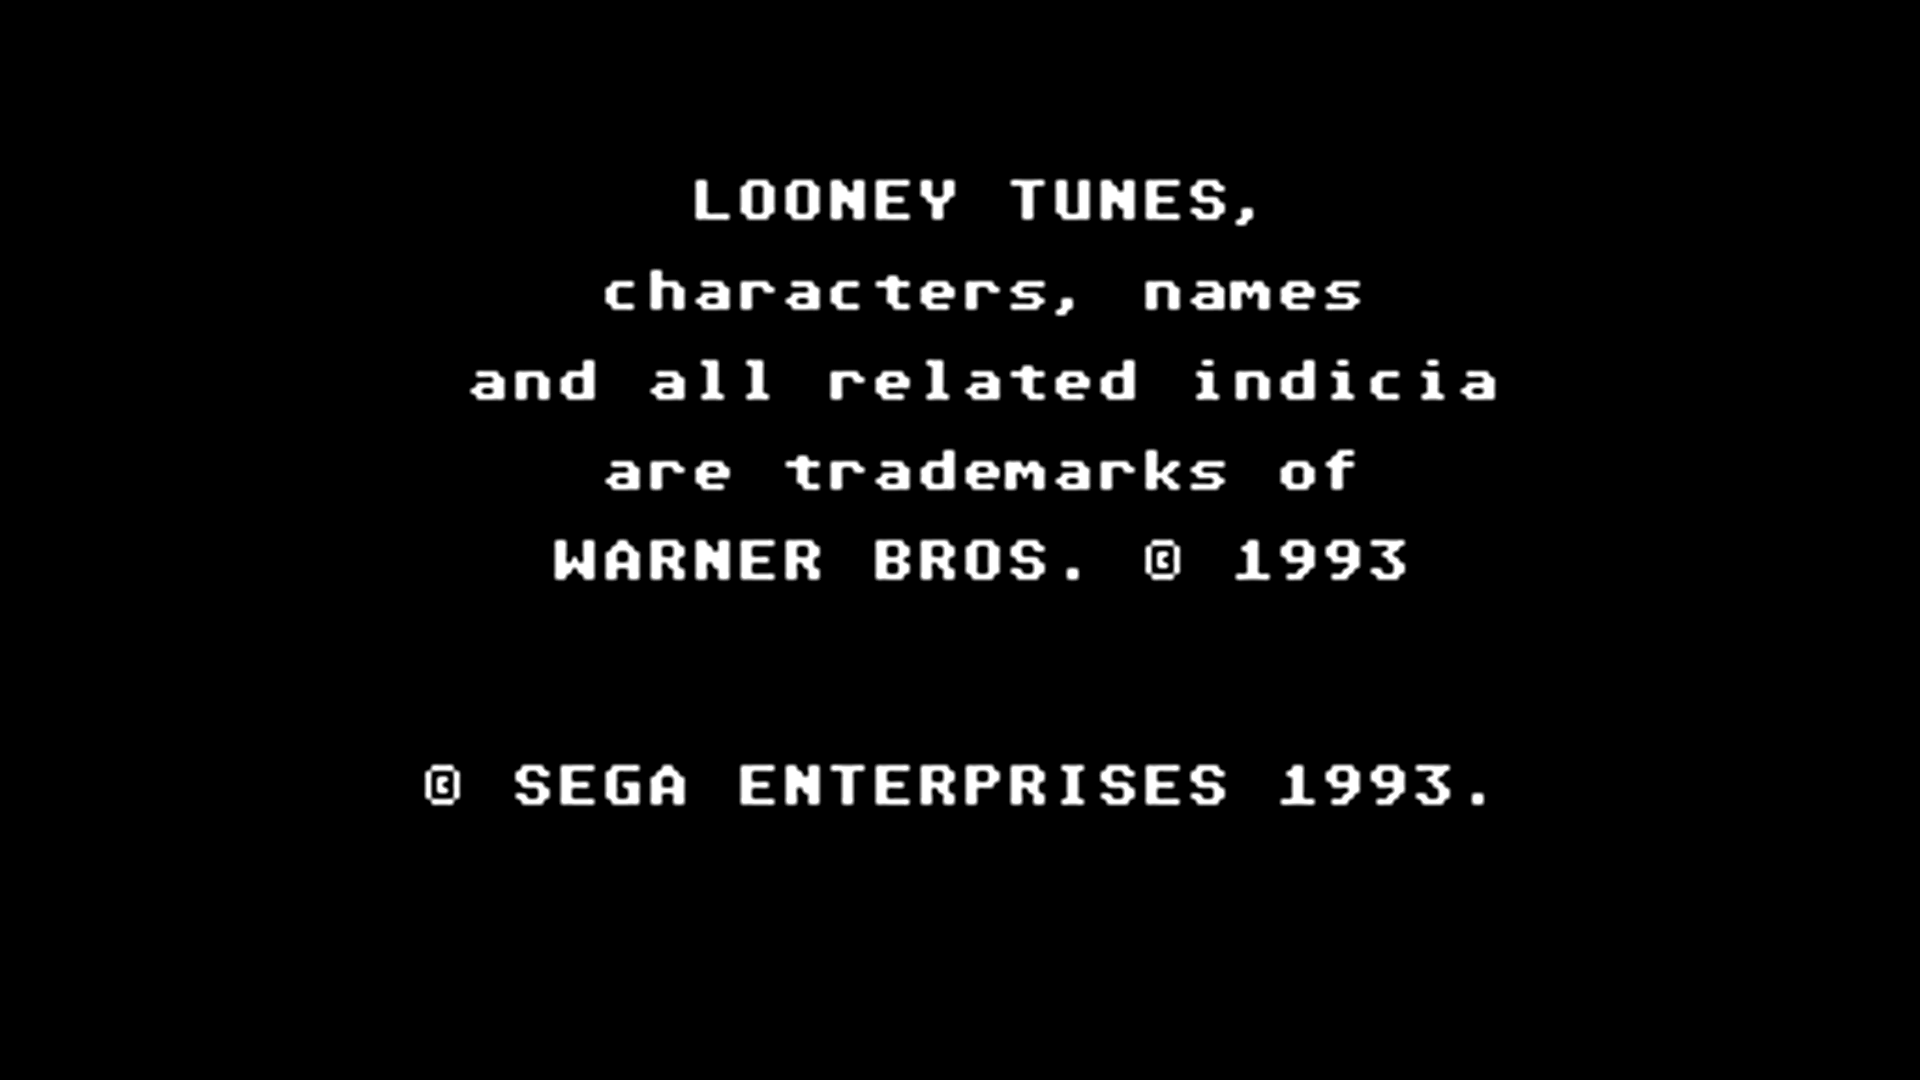 LOONEY TUNES,
characters, names
and all related indicia
are trademarks of
WARNER BROS. © 1993
© SEGA ENTERPRISES 1993.